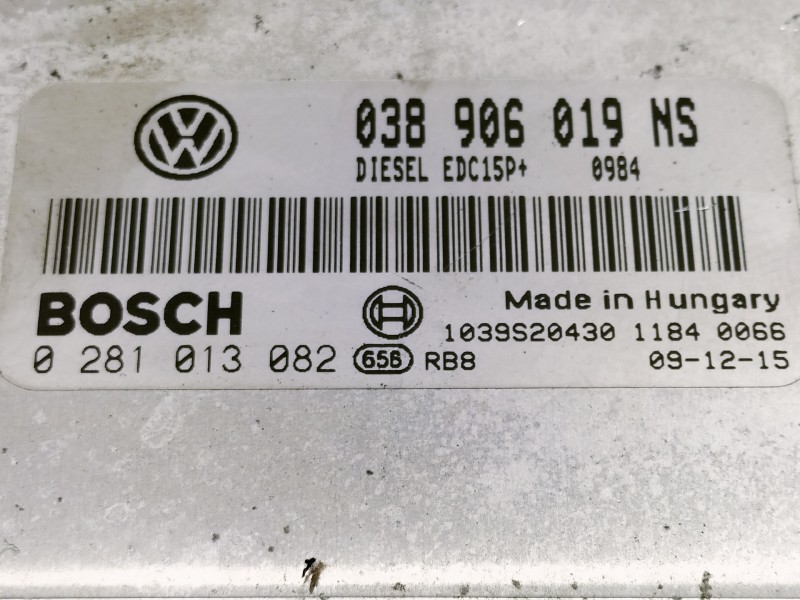 038 906 019 NS
DIESEL EDC15P+ 0984
BOSCH
Made in Hungary
1039S20430 1184 0066
0 281 013 082 656 RB8 09-12-15